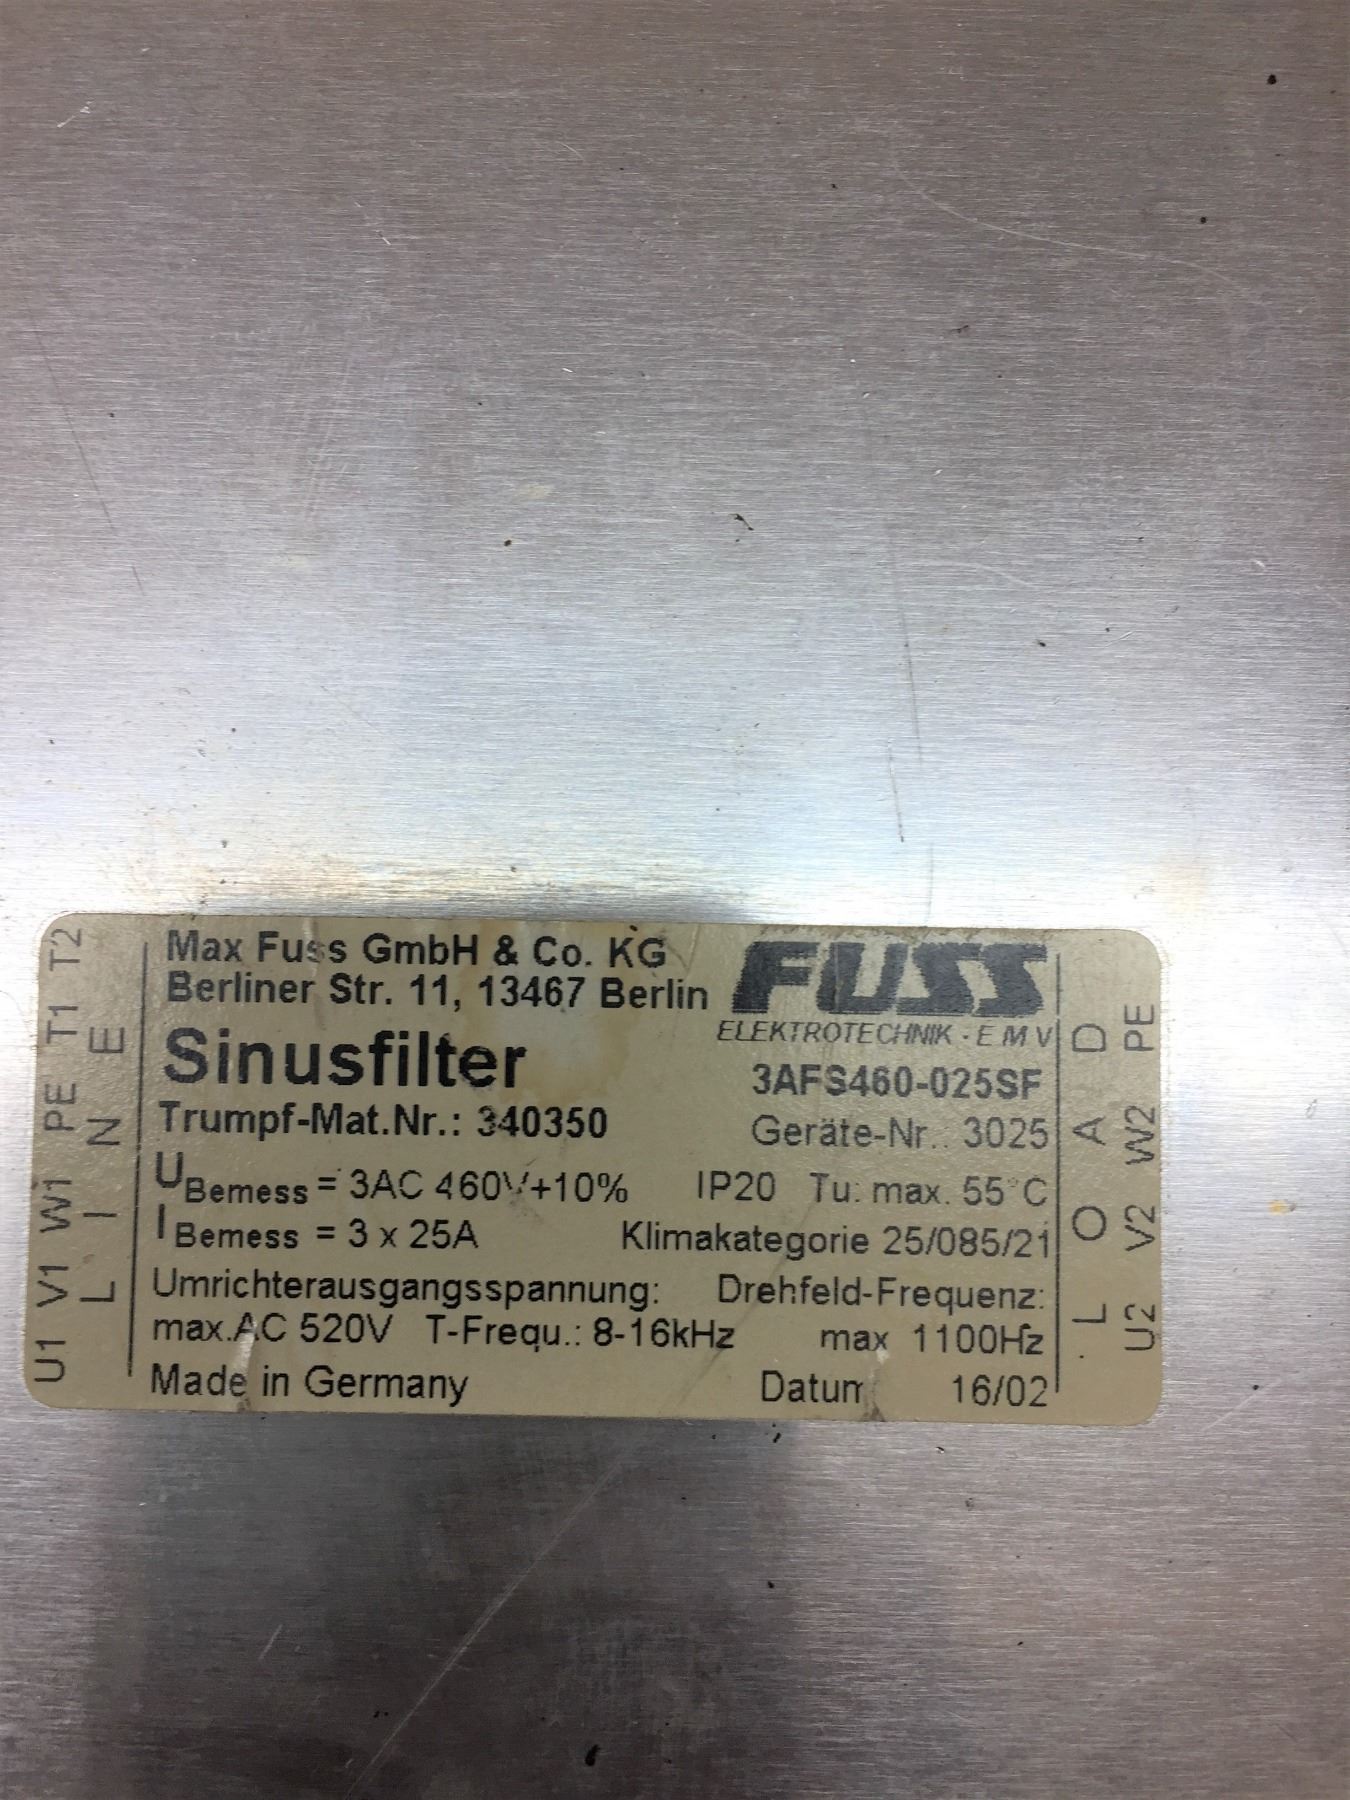 U1 V1 W1 PE T1 T2
LINE
Max Fuss GmbH & Co. KG
Berliner Str. 11, 13467 Berlin
FUSS
ELEKTROTECHNIK - EMV
Sinusfilter
3AFS460-025SF
Trumpf-Mat.Nr.: 340350
Geräte-Nr.: 3025
UBemess = 3AC 460V+10% IP20 Tu: max. 55°C
IBemess = 3 x 25A Klimakategorie 25/085/21
Umrichterausgangsspannung: Drehfeld-Frequenz:
max.AC 520V T-Frequ.: 8-16kHz max 1100Hz
Made in Germany Datum 16/02
LOAD
U2 V2 W2 PE